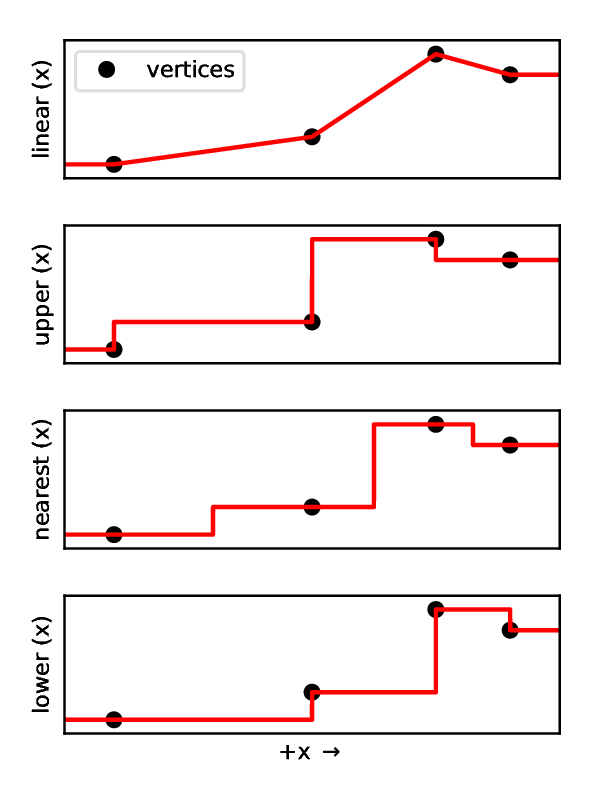 linear (x)
vertices
upper (x)
nearest (x)
lower (x)
+x →